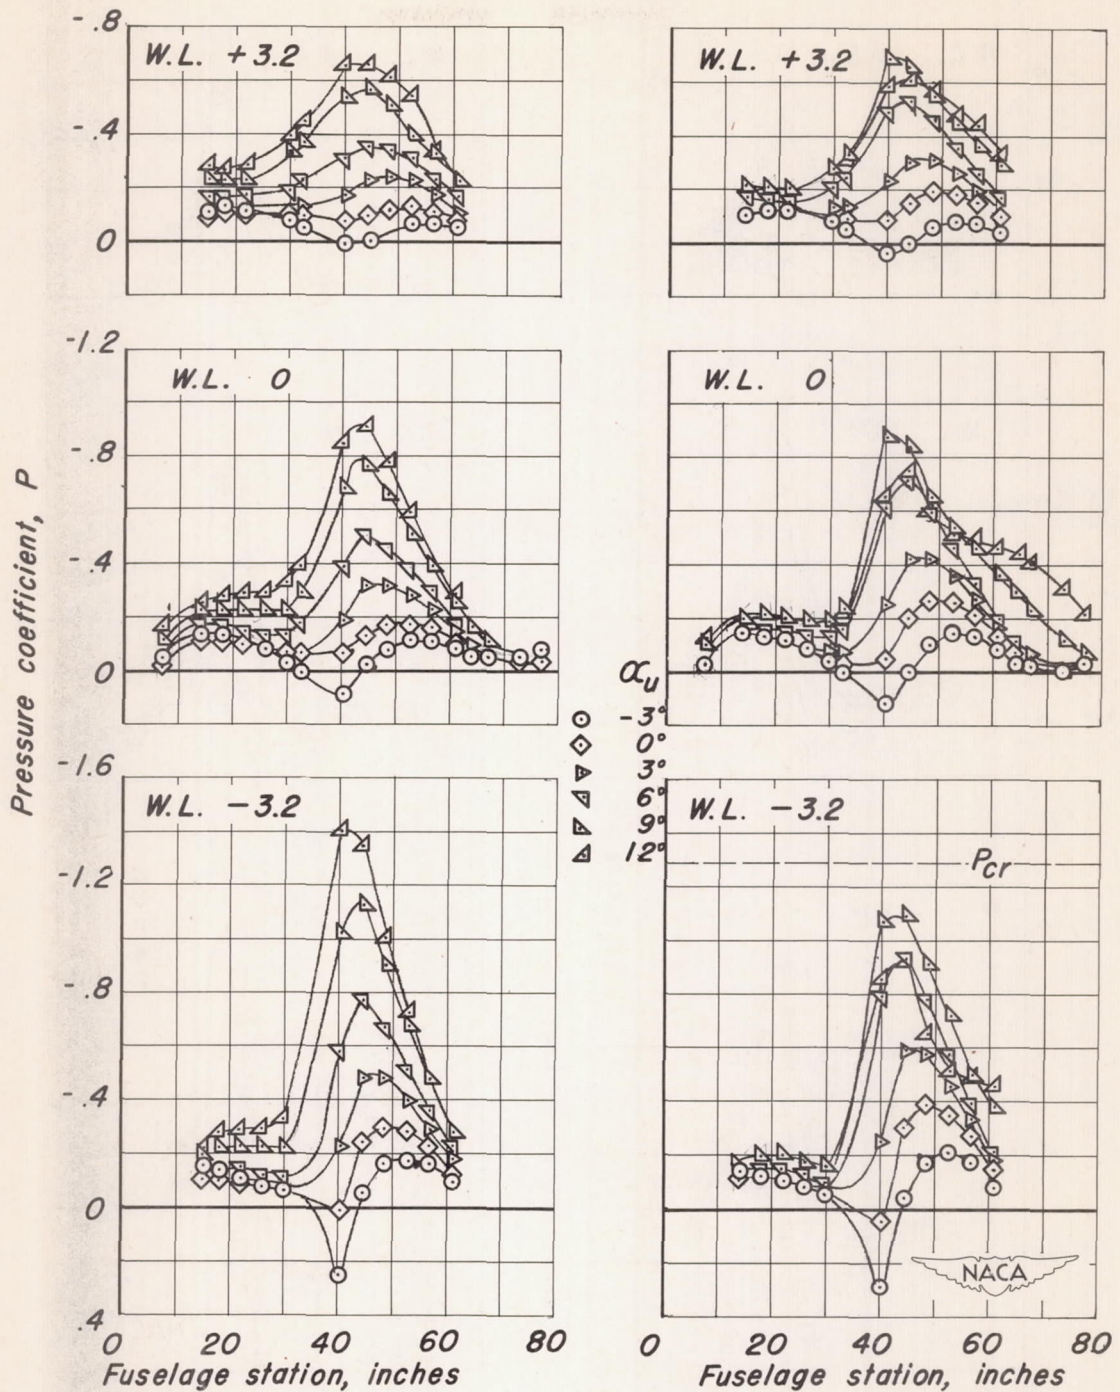 -.8
W.L. +3.2
W.L. +3.2
-.4
0
-1.2
W.L. 0
W.L. 0
-.8
-.4
0
Pressure coefficient, P
αu
-3°
0°
3°
6°
9°
12°
-1.6
W.L. -3.2
W.L. -3.2
Pcr
-1.2
-.8
-.4
0
NACA
.4
0 20 40 60 80
0 20 40 60 80
Fuselage station, inches
Fuselage station, inches